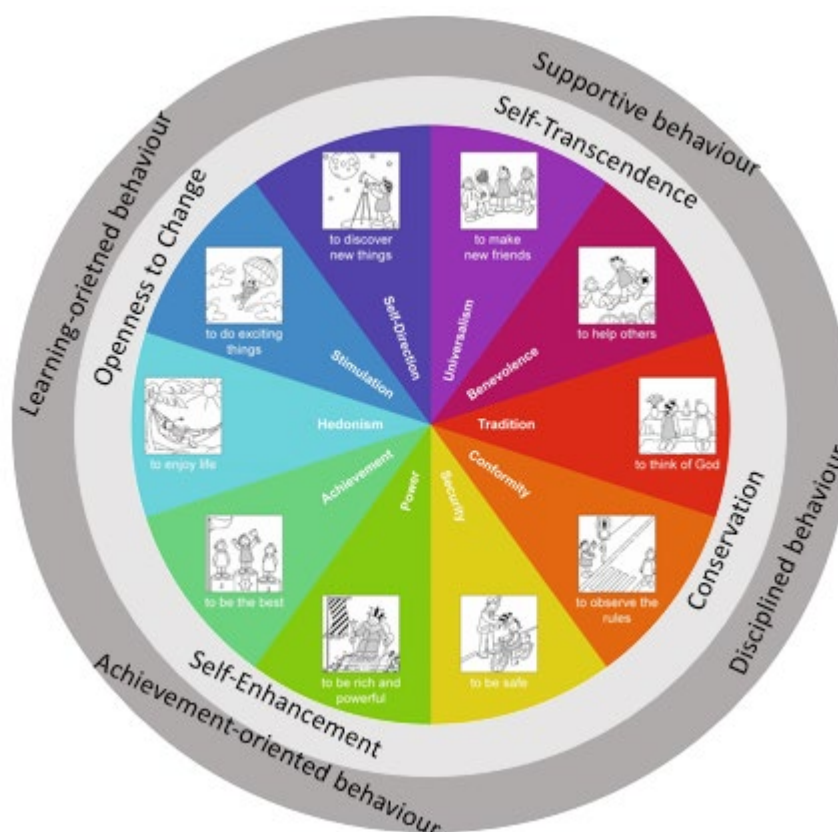 Supportive behaviour
Self-Transcendence
Learning-orietned behaviour
Openness to Change
to discover
new things
to make
new friends
to do exciting
things
to help others
Self-Direction
Universalism
Stimulation
Benevolence
to enjoy life
Hedonism
Tradition
to think of God
Achievement
Power
Security
Conformity
to be the best
to observe the
rules
to be rich and
powerful
to be safe
Conservation
Disciplined behaviour
Self-Enhancement
Achievement-oriented behaviour